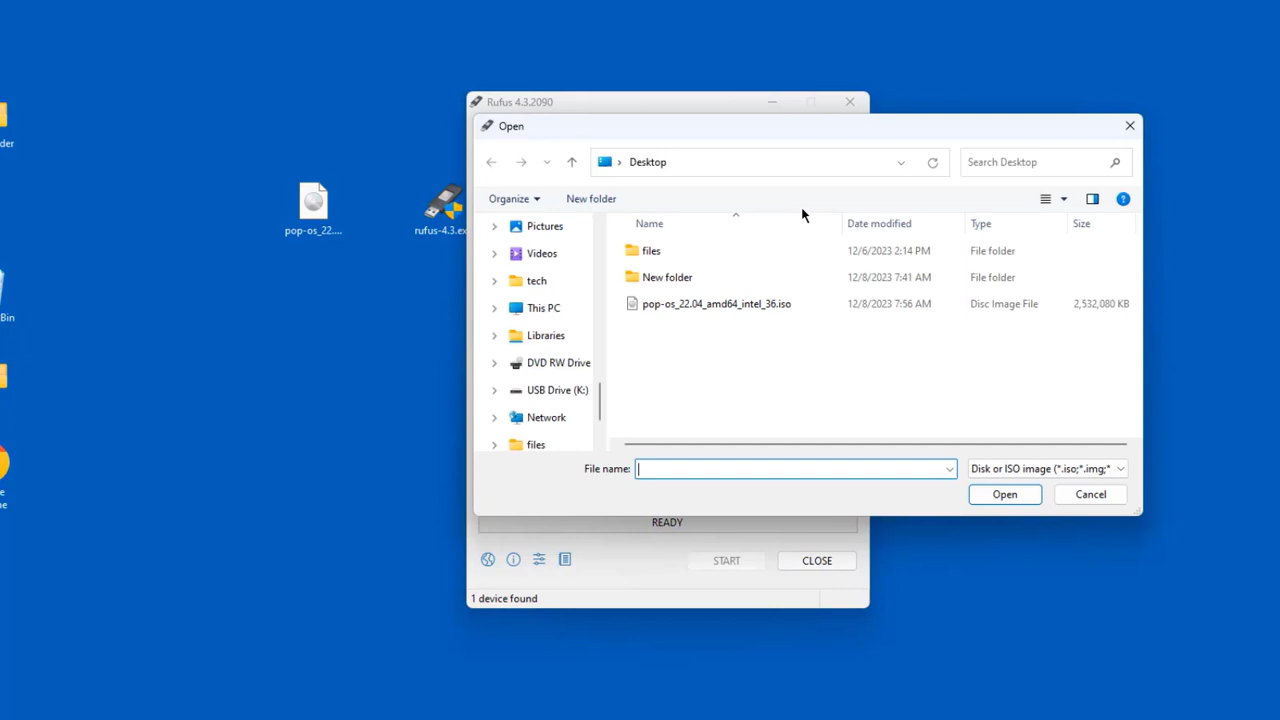 Rufus 4.3.2090
Open
Desktop
Search Desktop
Organize
New folder
Name
Date modified
Type
Size
Pictures
Videos
tech
This PC
Libraries
DVD RW Drive
USB Drive (K:)
Network
files
files 12/6/2023 2:14 PM File folder
New folder 12/8/2023 7:41 AM File folder
pop-os_22.04_amd64_intel_36.iso 12/8/2023 7:56 AM Disc Image File 2,532,080 KB
File name:
Disk or ISO image (*.iso;*.img;*
Open
Cancel
READY
START
CLOSE
1 device found
pop-os_22....
rufus-4.3.ex
der
Bin
e
me